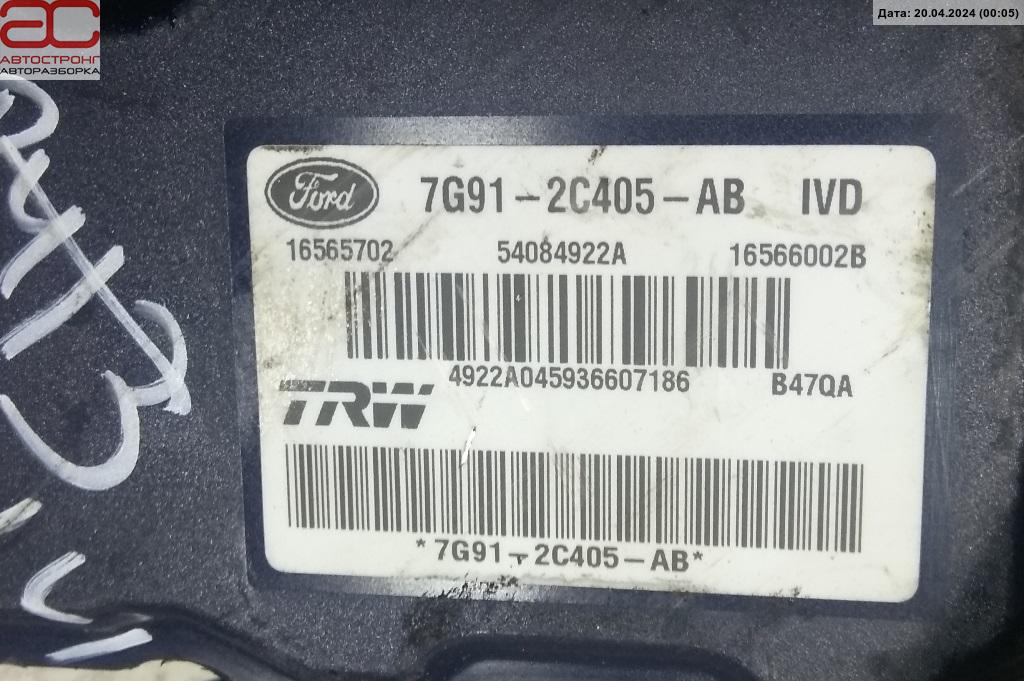 ac
АВТОСТРОНГ
АВТОРАЗБОРКА
Дата: 20.04.2024 (00:05)
Ford 7G91-2C405-AB IVD
16565702 54084922A 16566002B
4922A045936607186 B47QA
TRW
*7G91-2C405-AB*